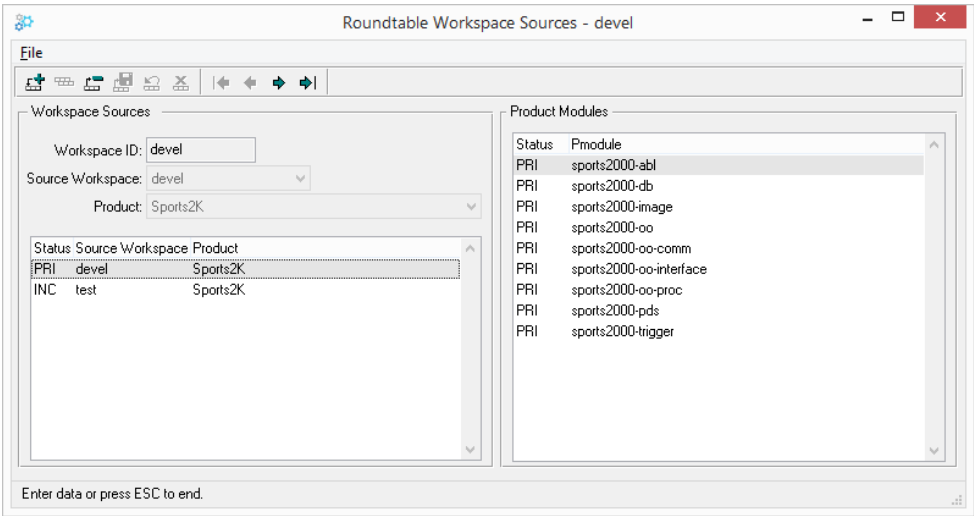 Roundtable Workspace Sources - devel
File
Workspace Sources
Workspace ID: devel
Source Workspace: devel
Product: Sports2K
Status Source Workspace Product
PRI devel Sports2K
INC test Sports2K
Product Modules
Status Pmodule
PRI sports2000-abl
PRI sports2000-db
PRI sports2000-image
PRI sports2000-oo
PRI sports2000-oo-comm
PRI sports2000-oo-interface
PRI sports2000-oo-proc
PRI sports2000-pds
PRI sports2000-trigger
Enter data or press ESC to end.